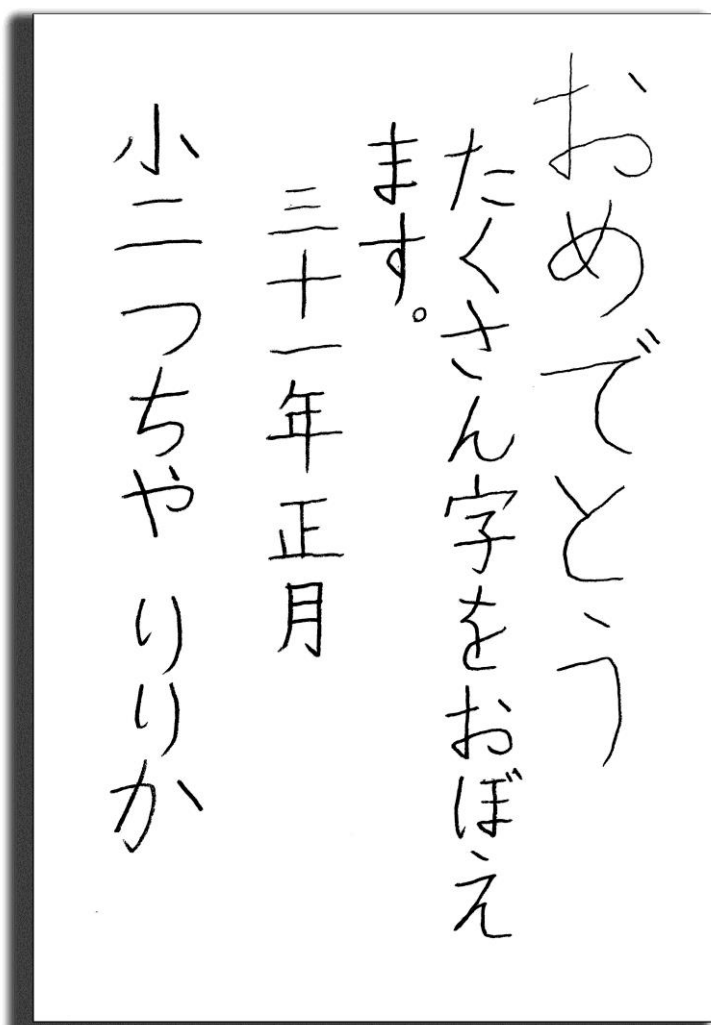 おめでとう
たくさん字をおぼえ
ます。
三十一年正月
小二つちや りりか